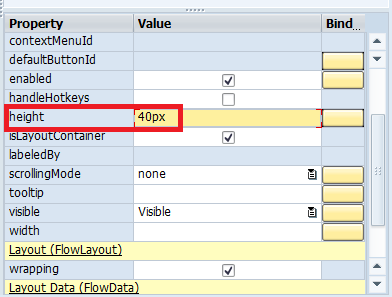 Property Value Bind...
contextMenuId
defaultButtonId
enabled
handleHotkeys
height 40px
isLayoutContainer
labeledBy
scrollingMode none
tooltip
visible Visible
width
Layout (FlowLayout)
wrapping
Layout Data (FlowData)